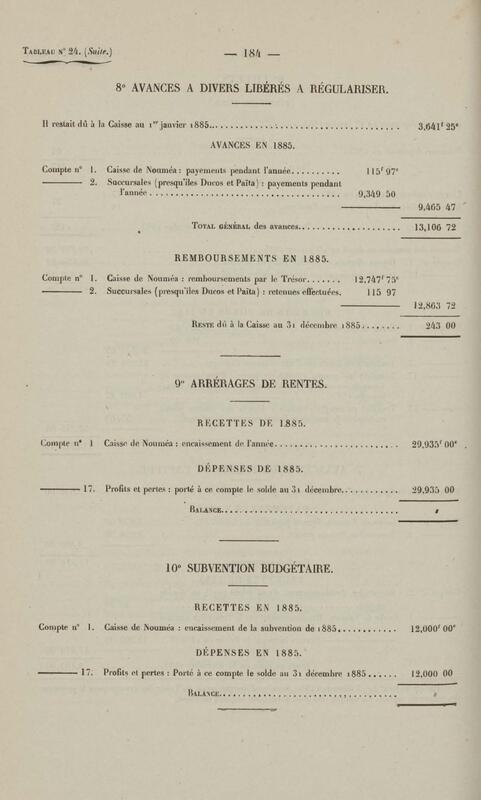 TABLEAU N° 24. (Suite.)
— 184 —
8° AVANCES A DIVERS LIBÉRÉS A RÉGULARISER.
Il restait dû à la Caisse au 1er janvier 1885.......... 3,641f 25c
AVANCES EN 1885.
Compte n° 1. Caisse de Nouméa : payements pendant l'année.......... 115f 97c
——— 2. Succursales (presqu'îles Ducos et Païta) : payements pendant
l'année.......... 9,349 50
9,465 47
TOTAL GÉNÉRAL des avances.......... 13,106 72
REMBOURSEMENTS EN 1885.
Compte n° 1. Caisse de Nouméa : remboursements par le Trésor....... 12,747f 75c
——— 2. Succursales (presqu'îles Ducos et Païta) : retenues effectuées. 115 97
12,863 72
RESTE dû à la Caisse au 31 décembre 1885........ 243 00
9° ARRÉRAGES DE RENTES.
RECETTES DE 1885.
Compte n° 1 Caisse de Nouméa : encaissement de l'année.......... 29,935f 00c
DÉPENSES DE 1885.
——— 17. Profits et pertes : porté à ce compte le solde au 31 décembre.......... 29,935 00
BALANCE.......... "
10° SUBVENTION BUDGÉTAIRE.
RECETTES EN 1885.
Compte n° 1. Caisse de Nouméa : encaissement de la subvention de 1885............ 12,000f 00c
DÉPENSES EN 1885.
——— 17. Profits et pertes : Porté à ce compte le solde au 31 décembre 1885...... 12,000 00
BALANCE.......... "